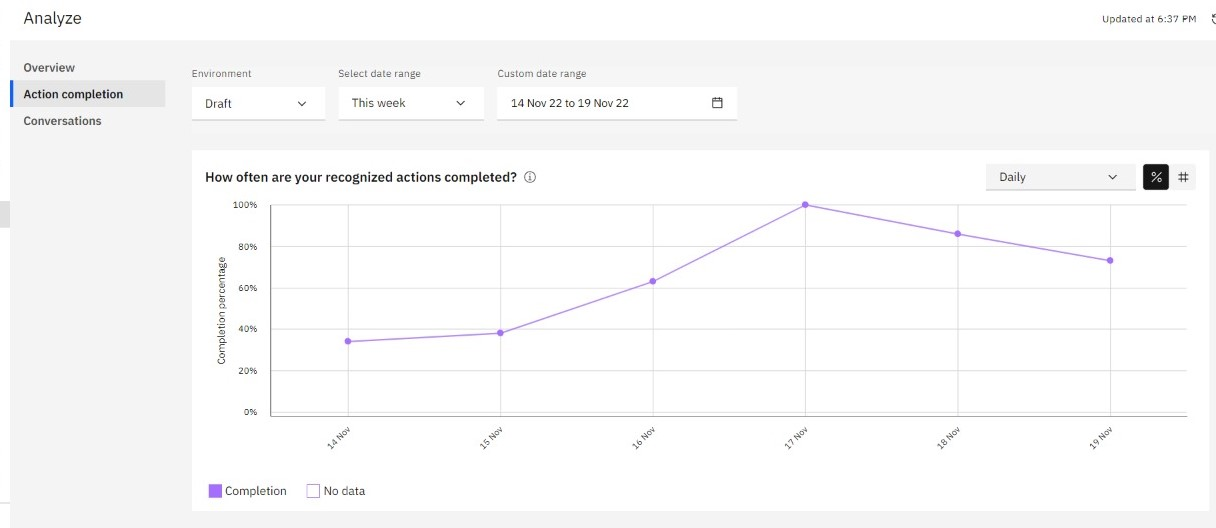 Analyze
Updated at 6:37 PM
Overview
Action completion
Conversations
Environment
Select date range
Custom date range
Draft
This week
14 Nov 22 to 19 Nov 22
How often are your recognized actions completed?
Daily
%
#
100%
80%
60%
40%
20%
0%
Completion percentage
14 Nov
15 Nov
16 Nov
17 Nov
18 Nov
19 Nov
Completion
No data